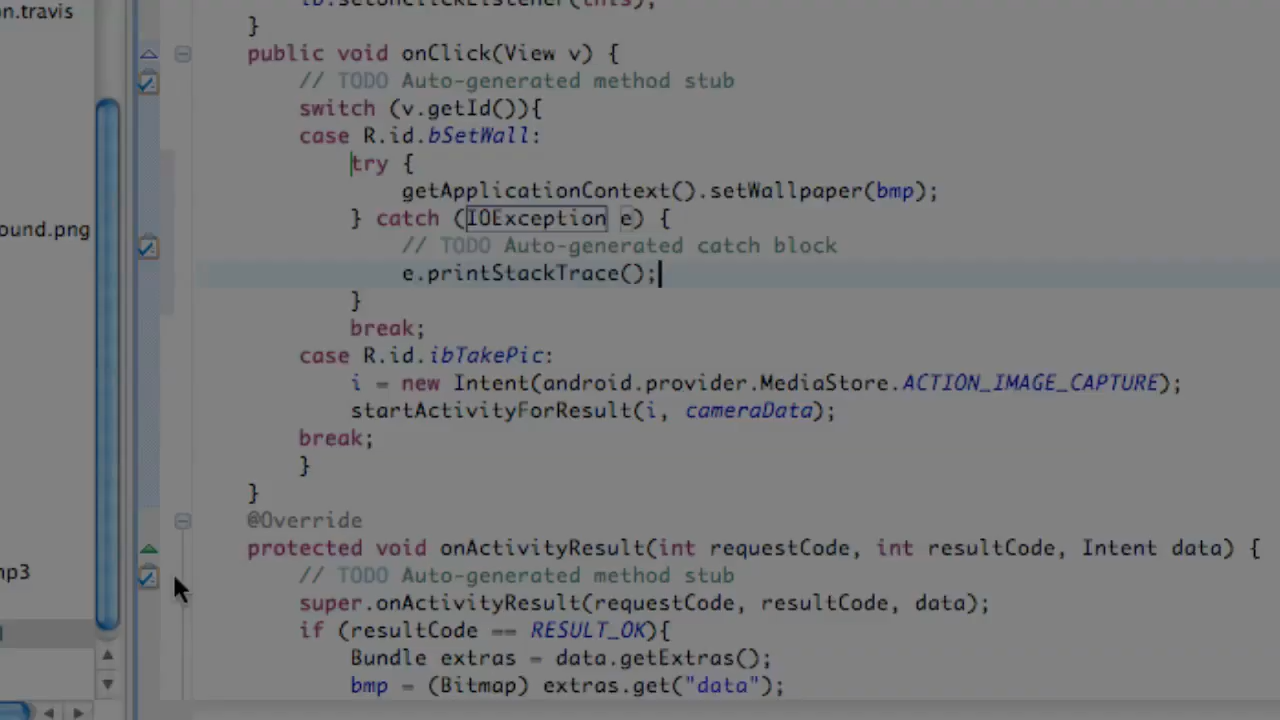 n.travis
ib.setOnClickListener(this);
}
public void onClick(View v) {
// TODO Auto-generated method stub
switch (v.getId()){
case R.id.bSetWall:
try {
getApplicationContext().setWallpaper(bmp);
} catch (IOException e) {
ound.png
// TODO Auto-generated catch block
e.printStackTrace();
}
break;
case R.id.ibTakePic:
i = new Intent(android.provider.MediaStore.ACTION_IMAGE_CAPTURE);
startActivityForResult(i, cameraData);
break;
}
}
@Override
protected void onActivityResult(int requestCode, int resultCode, Intent data) {
np3
// TODO Auto-generated method stub
super.onActivityResult(requestCode, resultCode, data);
if (resultCode == RESULT_OK){
Bundle extras = data.getExtras();
bmp = (Bitmap) extras.get("data");